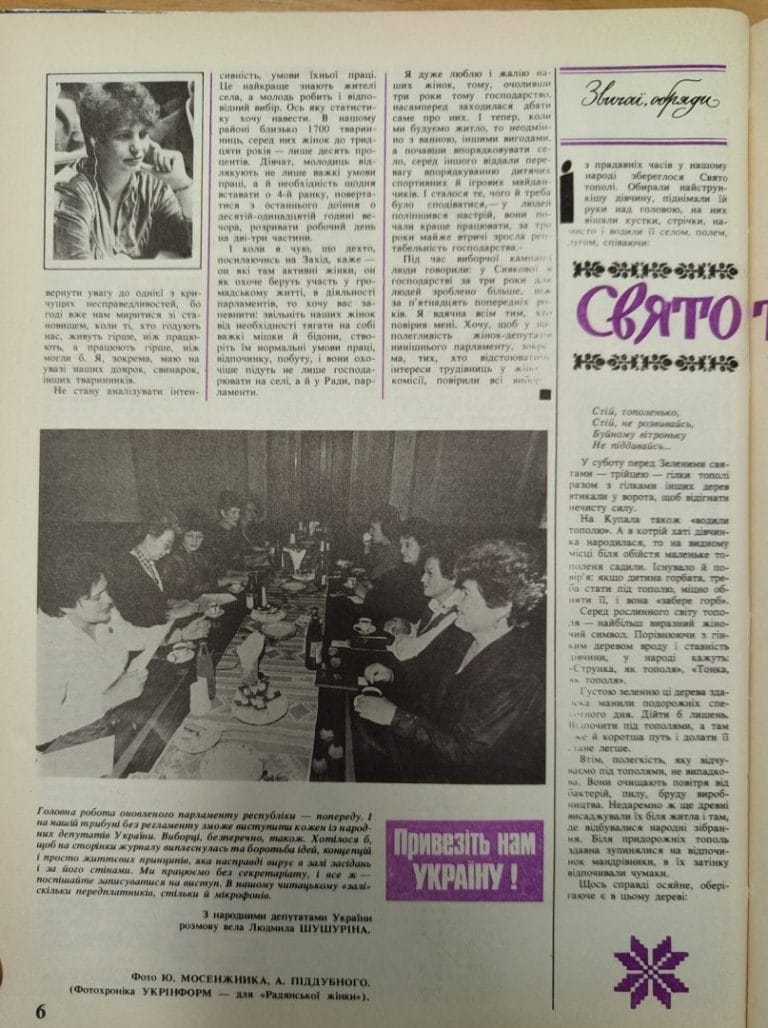 вернути увагу до однієї з кри-
чущих несправедливостей, бо
годі вже нам миритися зі ста-
новищем, коли ті, хто годують
нас, живуть гірше, ніж працю-
ють, а працюють гірше, ніж
могли б. Я, зокрема, маю на
увазі наших доярок, свинарок,
інших тваринників.
Не стану аналізувати інтен-
сивність, умови їхньої праці.
Це найкраще знають жителі
села, а молодь робить і відпо-
відний вибір. Ось яку статисти-
ку хочу навести. В нашому
районі близько 1700 тварин-
ниць, серед них жінок до трид-
цяти років — лише десять про-
центів. Дівчат, молодиць від-
лякують не лише важкі умови
праці, а й необхідність щодня
вставати о 4-й ранку, поверта-
тися з останнього доїння о
десятій-одинадцятій годині ве-
чора, розривати робочий день
на дві-три частини.
І коли я чую, що дехто,
посилаючись на Захід, каже —
он які там активні жінки, он
як охоче беруть участь у гро-
мадському житті, в діяльності
парламентів, то хочу вас за-
певнити: звільніть наших жінок
від необхідності тягати на собі
важкі мішки й бідони, ство-
ріть їм нормальні умови праці,
відпочинку, побуту, і вони охо-
чіше підуть не лише господа-
рювати на селі, а й у Ради, пар-
ламенти.
Я дуже люблю і жалію на-
ших жінок, тому, очоливши
три роки тому господарство,
насамперед заходилася дбати
саме про них. І тепер, коли
ми будуємо житло, то неодмін-
но з ванною, іншими вигодами,
а почавши впорядковувати се-
ло, серед іншого віддали пере-
вагу впорядкуванню дитячих
спортивних й ігрових майдан-
чиків. І сталося те, чого й треба
було сподіватися,— у людей
поліпшився настрій, вони по-
чали краще працювати, за три
роки майже втричі зросла рен-
табельність господарства.
Під час виборчої кампанії
люди говорили: у Сивкової в
господарстві за три роки для
людей зроблено більше, ніж
за п'ятнадцять попередніх ро-
ків. Я вдячна всім тим, хто
повірив мені. Хочу, щоб у на-
полегливість жінок-депутатів
нинішнього парламенту, зокре-
ма, тих, хто відстоюватиме
інтереси трудівниць у
комісії, повірили всі
Головна робота оновленого парламенту республіки — попереду. І
на нашій трибуні без регламенту зможе виступити кожен із народ-
них депутатів України. Виборці, безперечно, також. Хотілося б,
щоб на сторінки журналу виплеснулась та боротьба ідей, концепцій
і просто життєвих принципів, яка насправді вирує в залі засідань
і за його стінами. Ми працюємо без секретаріату, і все ж —
поспішайте записуватися на виступ. В нашому читацькому «залі»
скільки передплатників, стільки й мікрофонів.
З народними депутатами України
розмову вела Людмила ШУШУРІНА.
Привезіть нам
УКРАЇНУ !
Фото Ю. МОСЕНЖНИКА, А. ПІДДУБНОГО.
(Фотохроніка УКРІНФОРМ — для «Радянської жінки»).
6
Звичаї, обряди
Із прадавніх часів у нашому
народі збереглося Свято
тополі. Обирали найструн-
кішу дівчину, піднімали їй
руки над головою, на них
вішали хустки, стрічки, на-
мисто і водили її селом, полем,
лугом, співаючи:
Свято т
Стій, тополенько,
Стій, не розвивайсь,
Буйному вітроньку
Не піддавайсь...
У суботу перед Зеленими свя-
тами — трійцею — гілки тополі
разом з гілками інших дерев
втикали у ворота, щоб відігнати
нечисту силу.
На Купала також «водили
тополю». А в котрій хаті дівчин-
ка народилася, то на видному
місці біля обійстя маленьке то-
поленя садили. Існувало й по-
вір'я: якщо дитина горбата, тре-
ба стати під тополю, міцно об-
няти її, і вона «забере горб».
Серед рослинного світу топо-
ля — найбільш виразний жіно-
чий символ. Порівнюючи з гін-
ким деревом вроду і ставність
дівчини, у народі кажуть:
«Струнка, як тополя», «Тонка,
як тополя».
Густою зеленню ці дерева зда-
лека манили подорожніх спе-
котного дня. Дійти б лишень.
Відпочити під тополями, а там
вже й коротша путь і долати її
стане легше.
Втім, полегкість, яку відчу-
ваємо під тополями, не випадко-
ва. Вони очищають повітря від
бактерій, пилу, бруду вироб-
ництва. Недаремно ж ще древні
висаджували їх біля житла і там,
де відбувалися народні зібран-
ня. Біля придорожніх тополь
здавна зупинялися на відпочи-
нок мандрівники, в їх затінку
відпочивали чумаки.
Щось справді осяйне, обері-
гаюче є в цьому дереві: